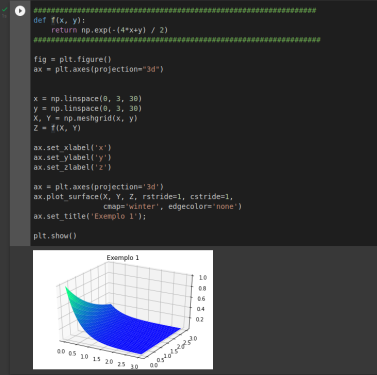 ##################################################################
def f(x, y):
    return np.exp(-(4*x+y) / 2)
###################################################################
fig = plt.figure()
ax = plt.axes(projection="3d")
x = np.linspace(0, 3, 30)
y = np.linspace(0, 3, 30)
X, Y = np.meshgrid(x, y)
Z = f(X, Y)
ax.set_xlabel('x')
ax.set_ylabel('y')
ax.set_zlabel('z')
ax = plt.axes(projection='3d')
ax.plot_surface(X, Y, Z, rstride=1, cstride=1,
                cmap='winter', edgecolor='none')
ax.set_title('Exemplo 1');
plt.show()
Exemplo 1
1.0
0.8
0.6
0.4
0.2
0.0 0.5 1.0 1.5 2.0 2.5 3.0
0.0 0.5 1.0 1.5 2.0 2.5 3.0